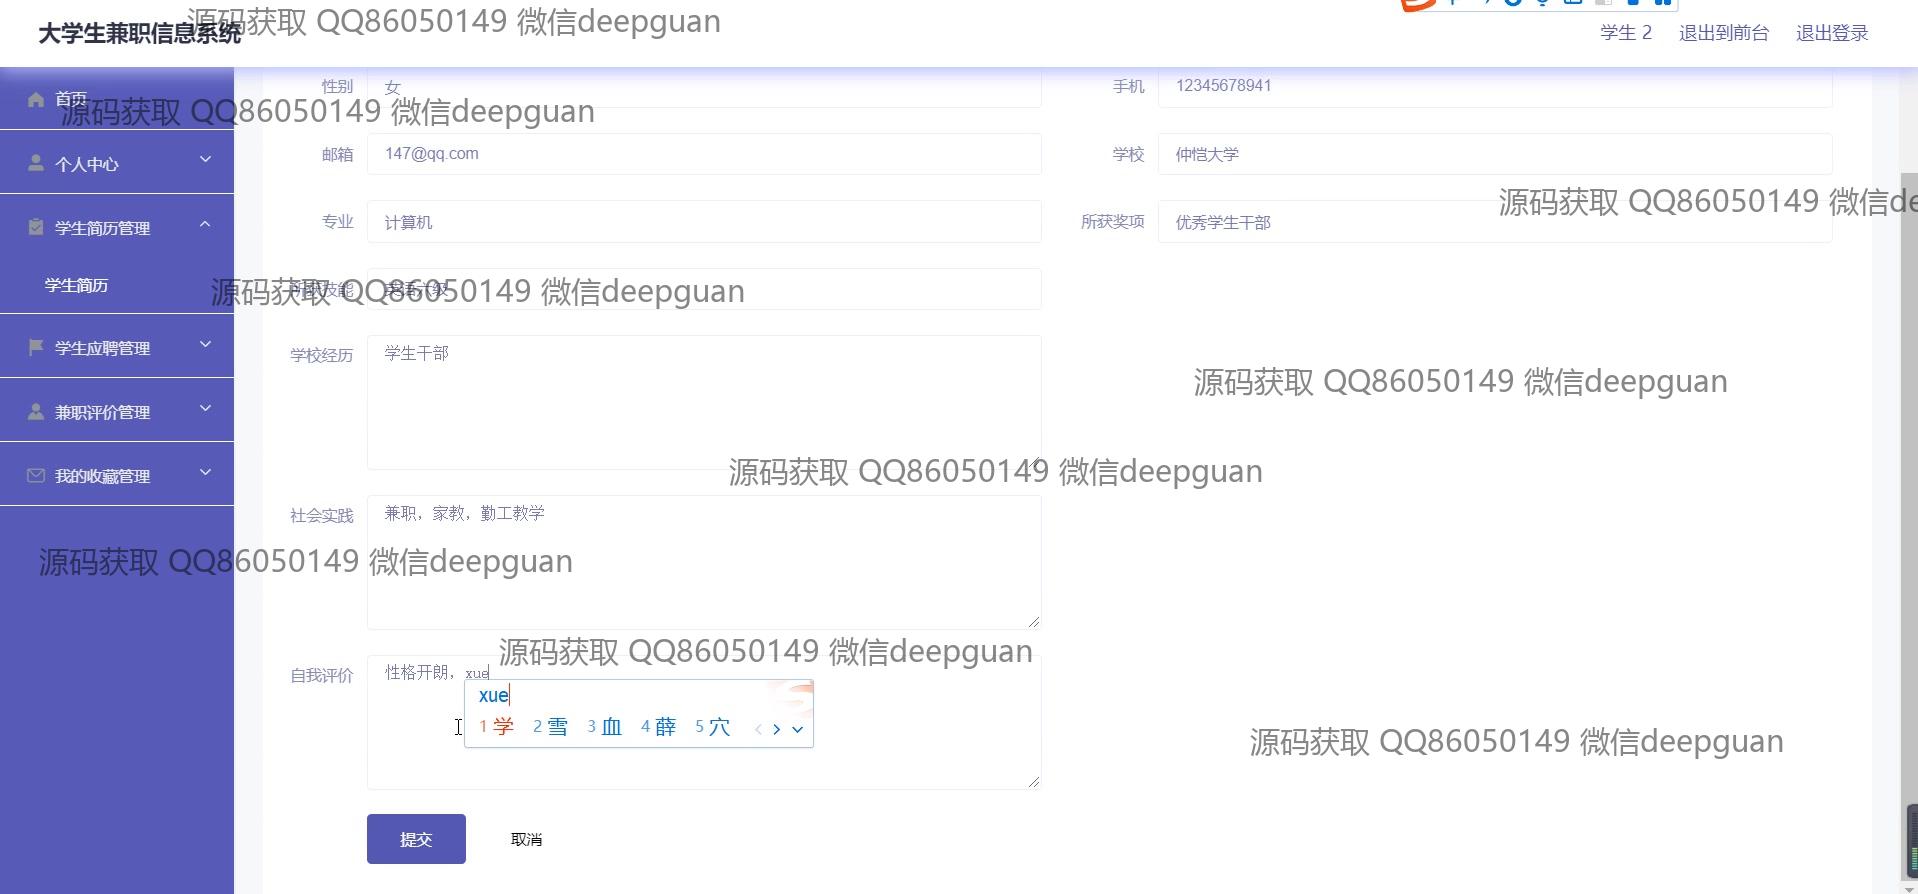 大学生兼职信息系统
源码获取 QQ86050149 微信deepguan
学生 2 退出到前台 退出登录
首页
源码获取 QQ86050149 微信deepguan
个人中心
学生简历管理
学生简历
学生应聘管理
兼职评价管理
我的收藏管理
源码获取 QQ86050149 微信deepguan
性别 女
手机 12345678941
邮箱 147@qq.com
学校 仲恺大学
源码获取 QQ86050149 微信de
专业 计算机
所获奖项 优秀学生干部
所获技能 英语六级
源码获取 QQ86050149 微信deepguan
学校经历 学生干部
源码获取 QQ86050149 微信deepguan
源码获取 QQ86050149 微信deepguan
社会实践 兼职，家教，勤工教学
源码获取 QQ86050149 微信deepguan
自我评价 性格开朗，xue
xue
1 学 2 雪 3 血 4 薛 5 穴
源码获取 QQ86050149 微信deepguan
提交 取消